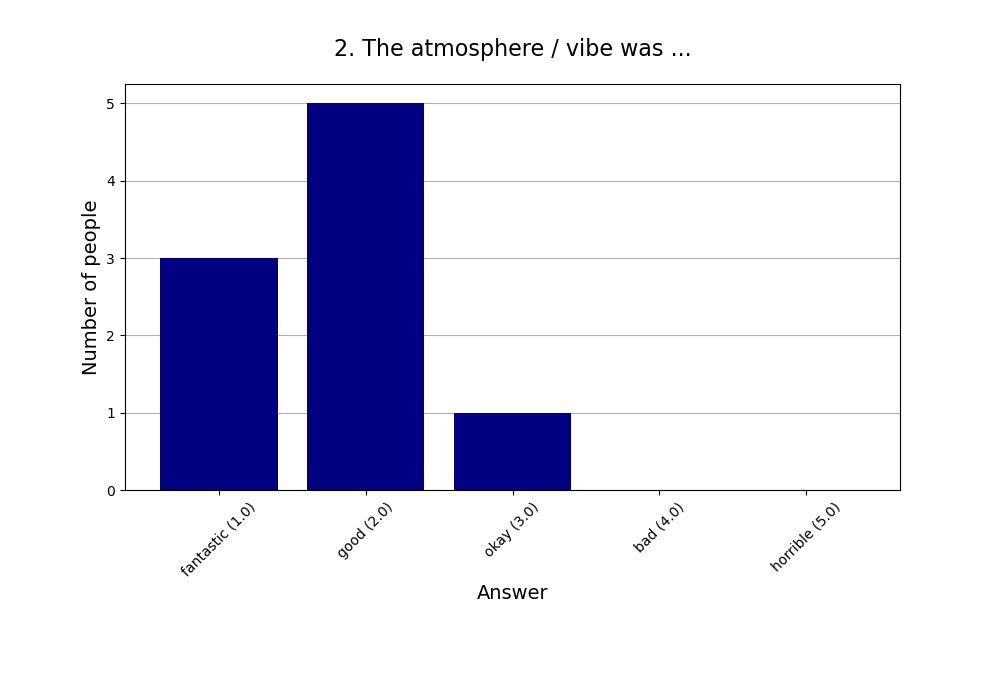 2. The atmosphere / vibe was ...
Number of people
5
4
3
2
1
0
fantastic (1.0)
good (2.0)
okay (3.0)
bad (4.0)
horrible (5.0)
Answer